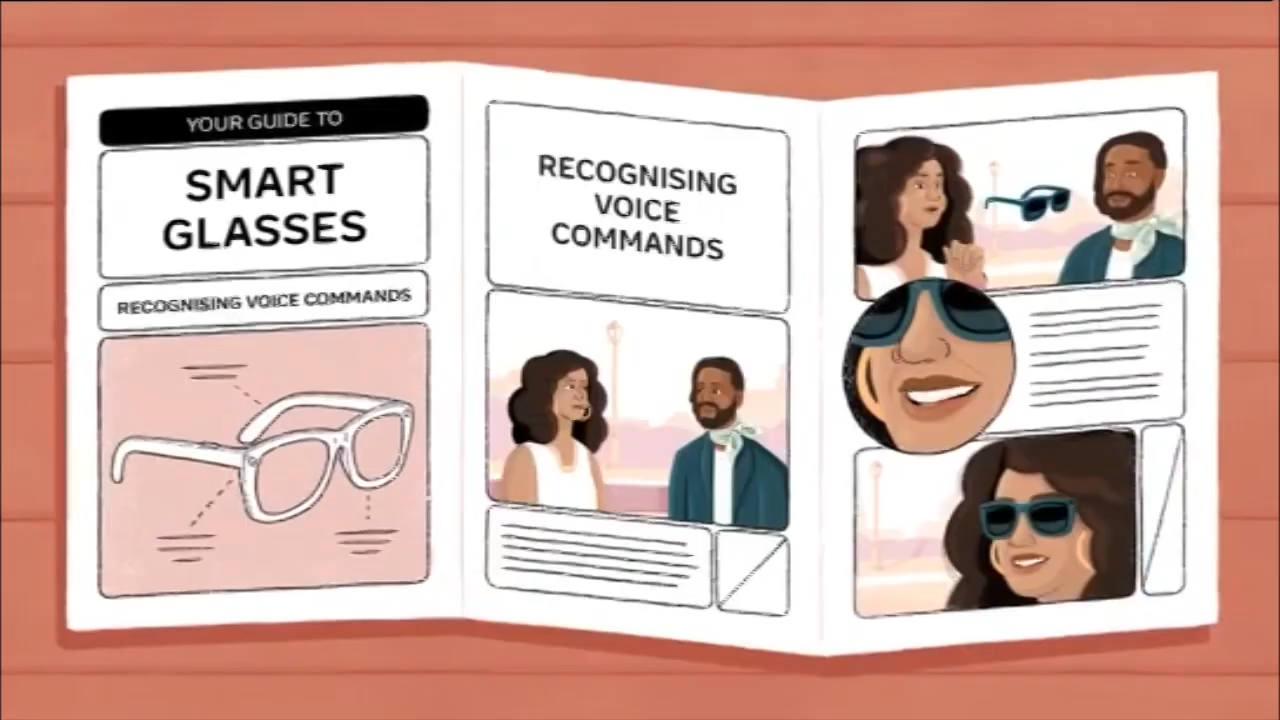 YOUR GUIDE TO
SMART
GLASSES
RECOGNISING VOICE COMMANDS
RECOGNISING
VOICE
COMMANDS